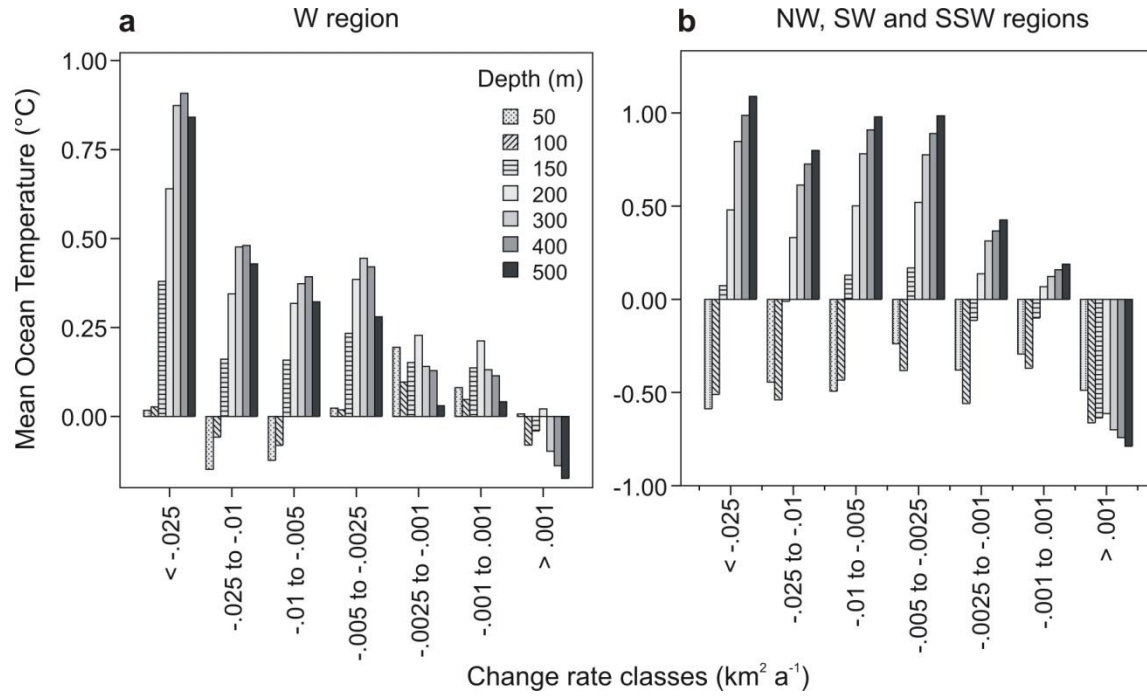 a W region
b NW, SW and SSW regions
Mean Ocean Temperature (°C)
1.00
0.75
0.50
0.25
0.00
Depth (m)
50
100
150
200
300
400
500
1.00
0.50
0.00
-0.50
-1.00
< -.025
-.025 to -.01
-.01 to -.005
-.005 to -.0025
-.0025 to -.001
-.001 to .001
> .001
< -.025
-.025 to -.01
-.01 to -.005
-.005 to -.0025
-.0025 to -.001
-.001 to .001
> .001
Change rate classes (km² a⁻¹)